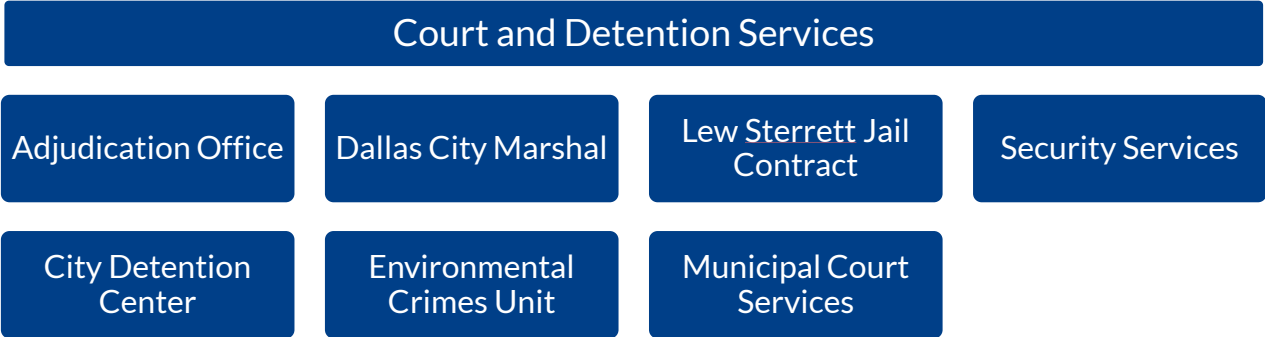 Court and Detention Services
Adjudication Office
Dallas City Marshal
Lew Sterrett Jail
Contract
Security Services
City Detention
Center
Environmental
Crimes Unit
Municipal Court
Services